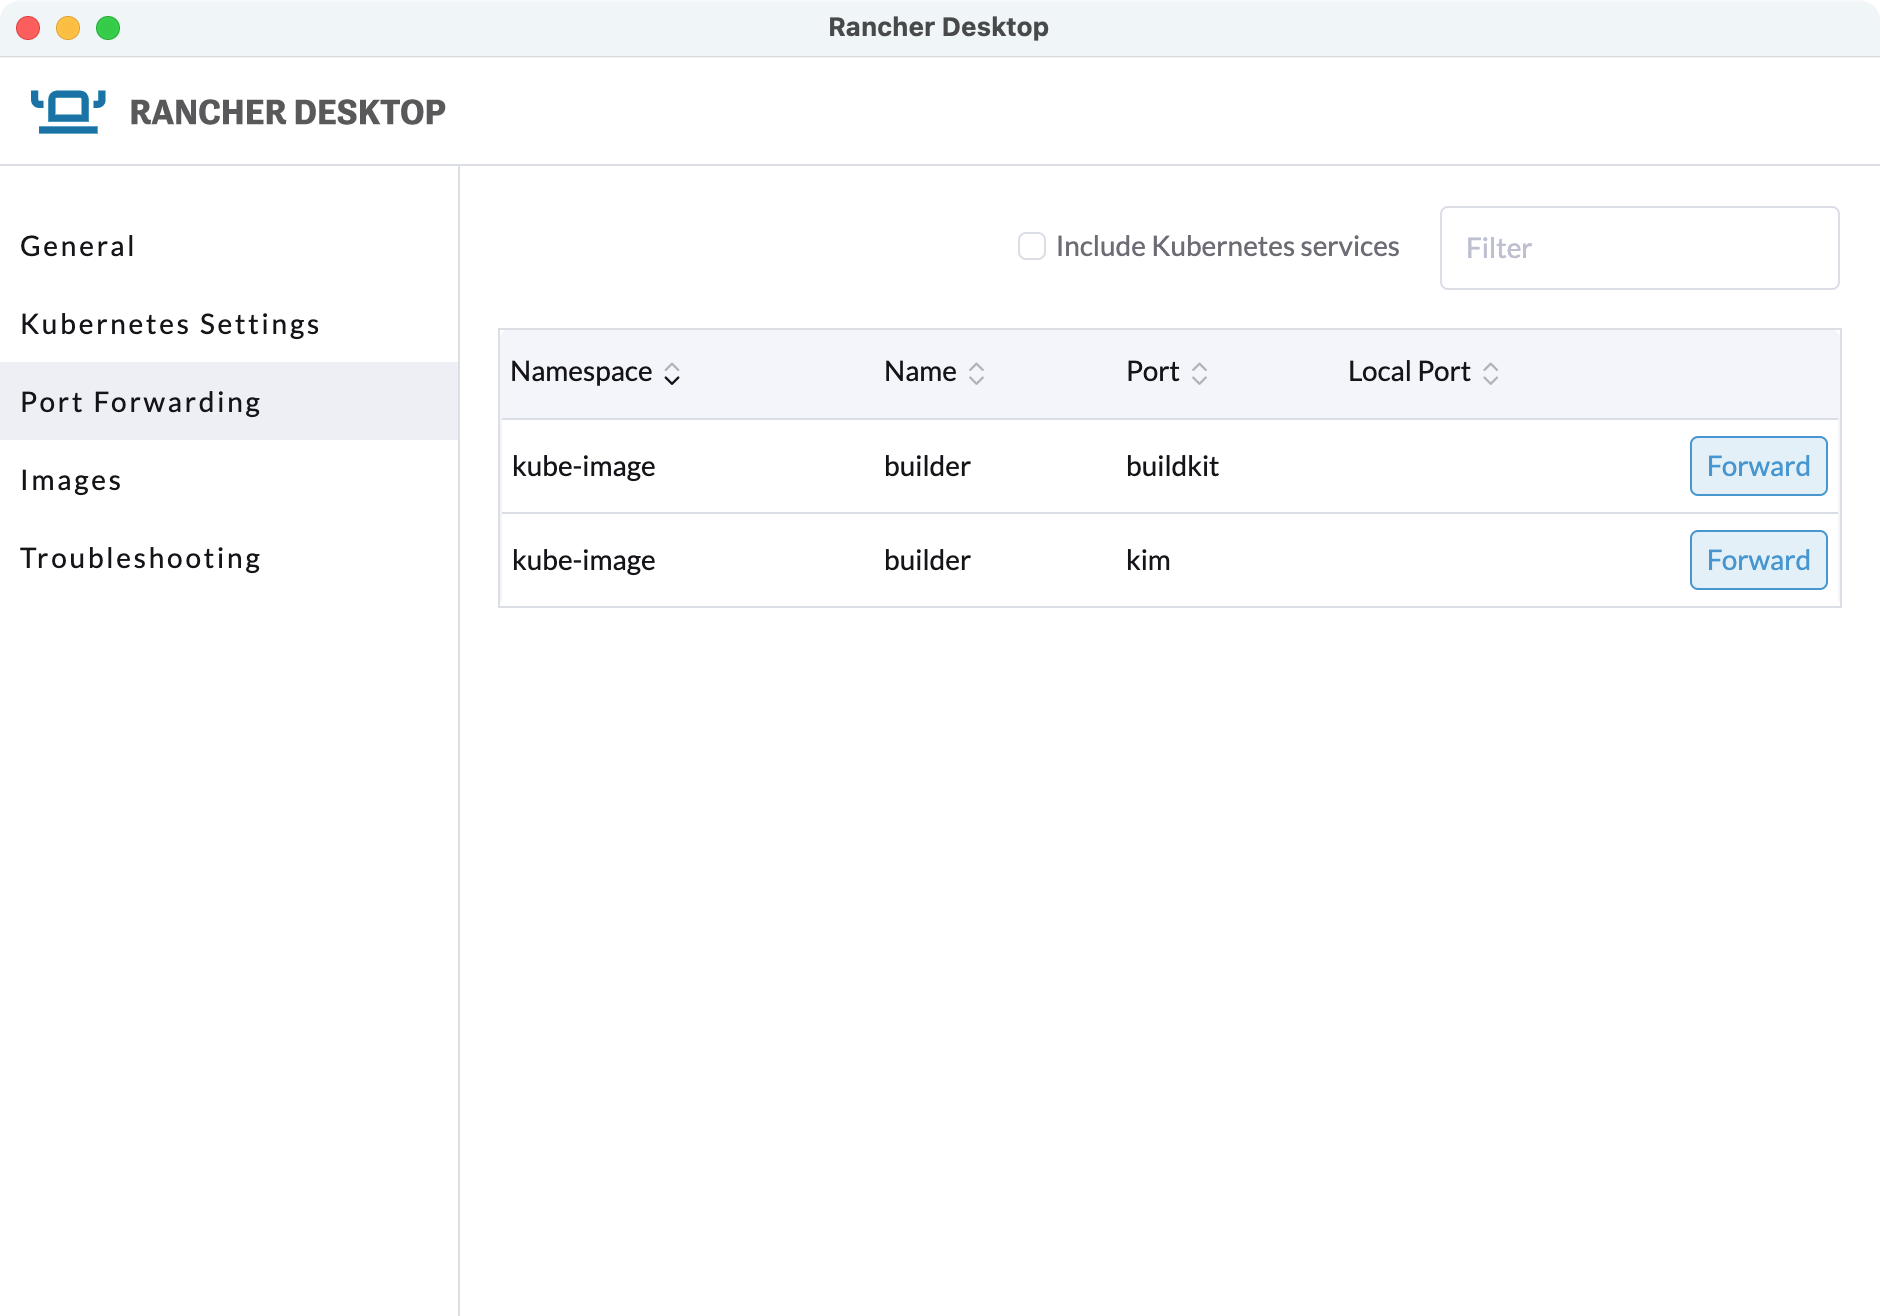 Rancher Desktop
RANCHER DESKTOP
General
Kubernetes Settings
Port Forwarding
Images
Troubleshooting
Include Kubernetes services
Filter
Namespace Name Port Local Port
kube-image builder buildkit Forward
kube-image builder kim Forward